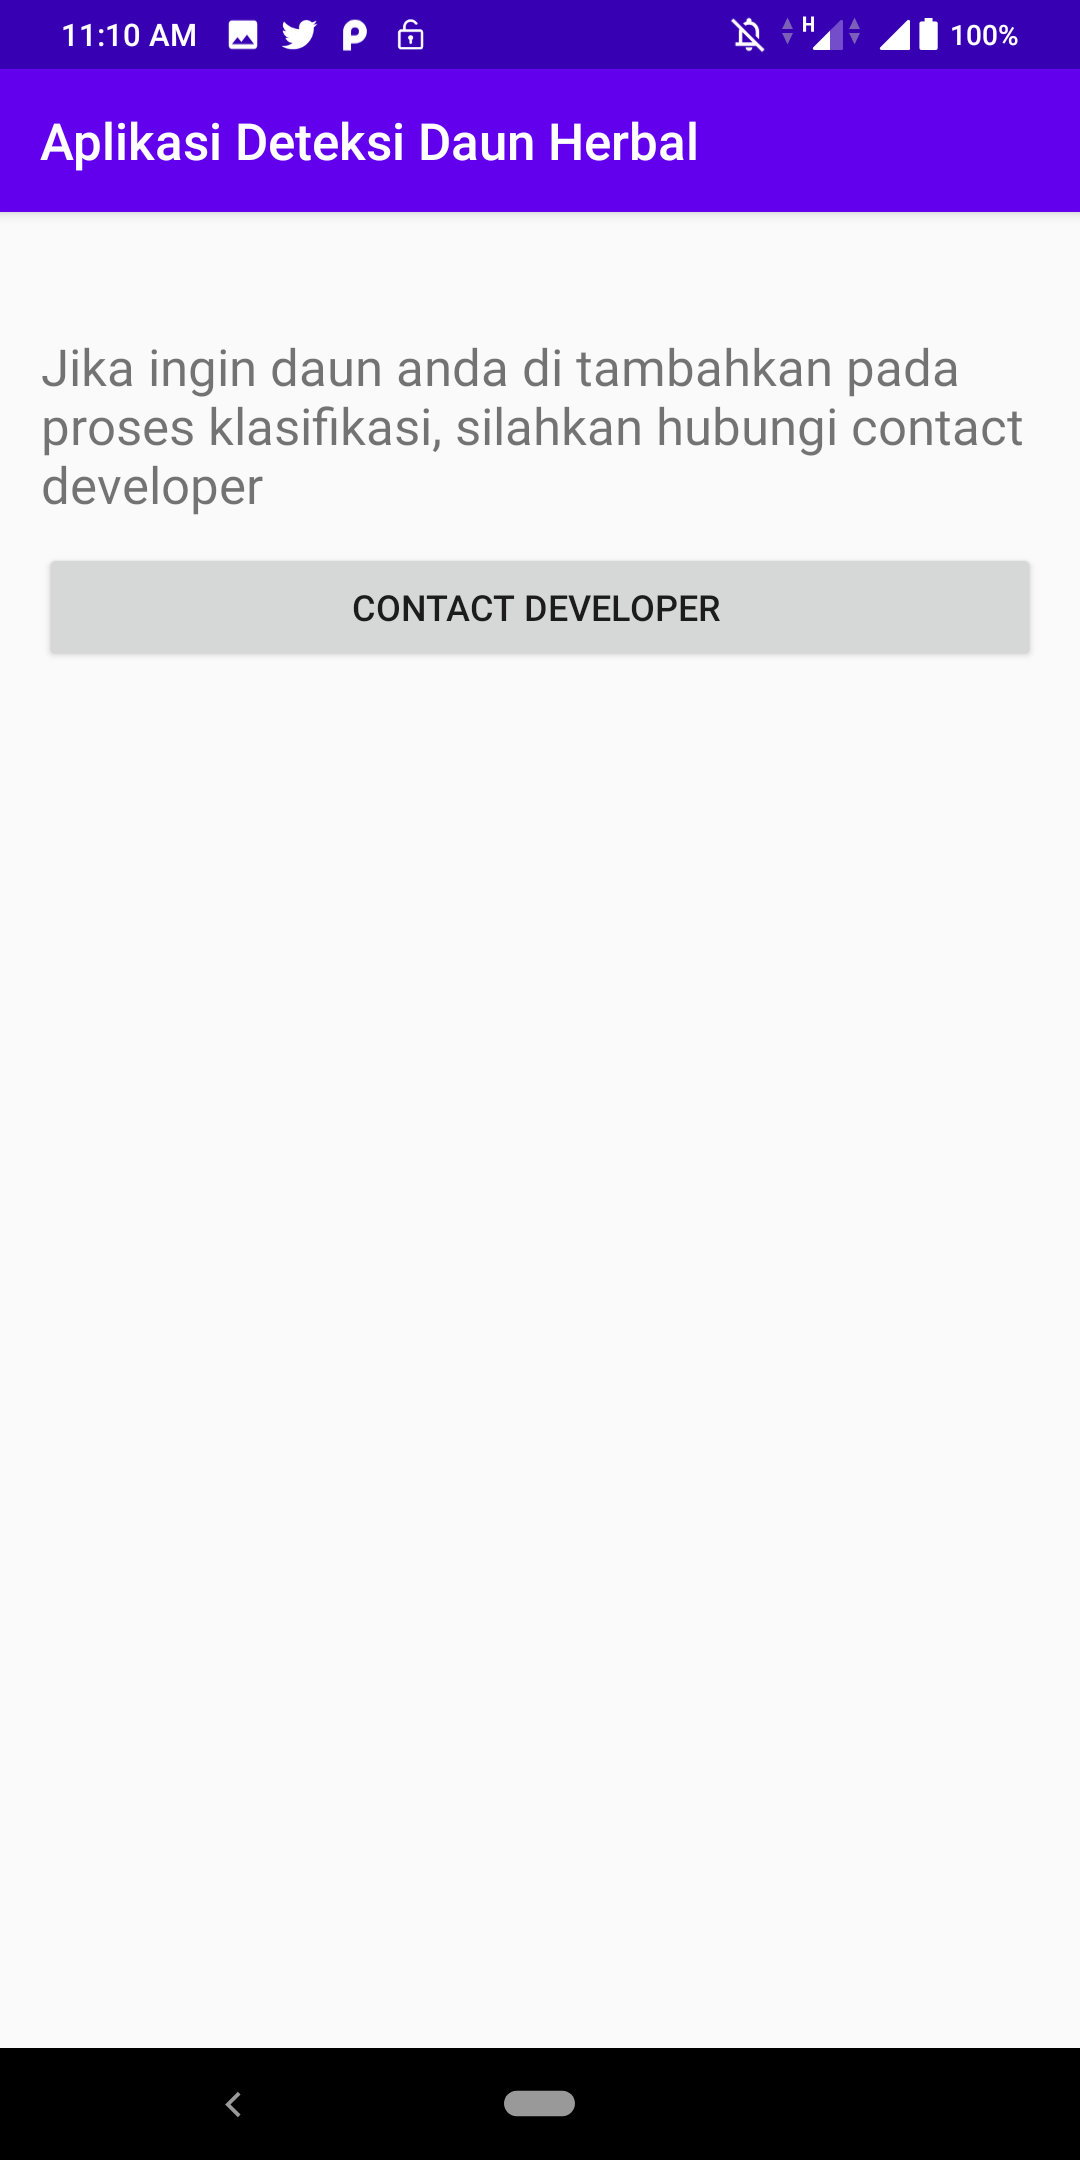 11:10 AM
H
100%
Aplikasi Deteksi Daun Herbal
Jika ingin daun anda di tambahkan pada
proses klasifikasi, silahkan hubungi contact
developer
CONTACT DEVELOPER